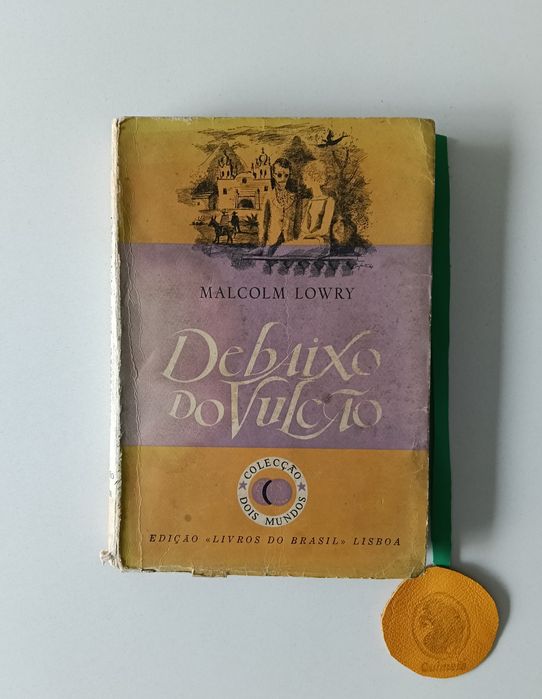 MALCOLM LOWRY
DEBAIXO
DO VULCÃO
COLECÇÃO
DOIS MUNDOS
EDIÇÃO «LIVROS DO BRASIL» LISBOA